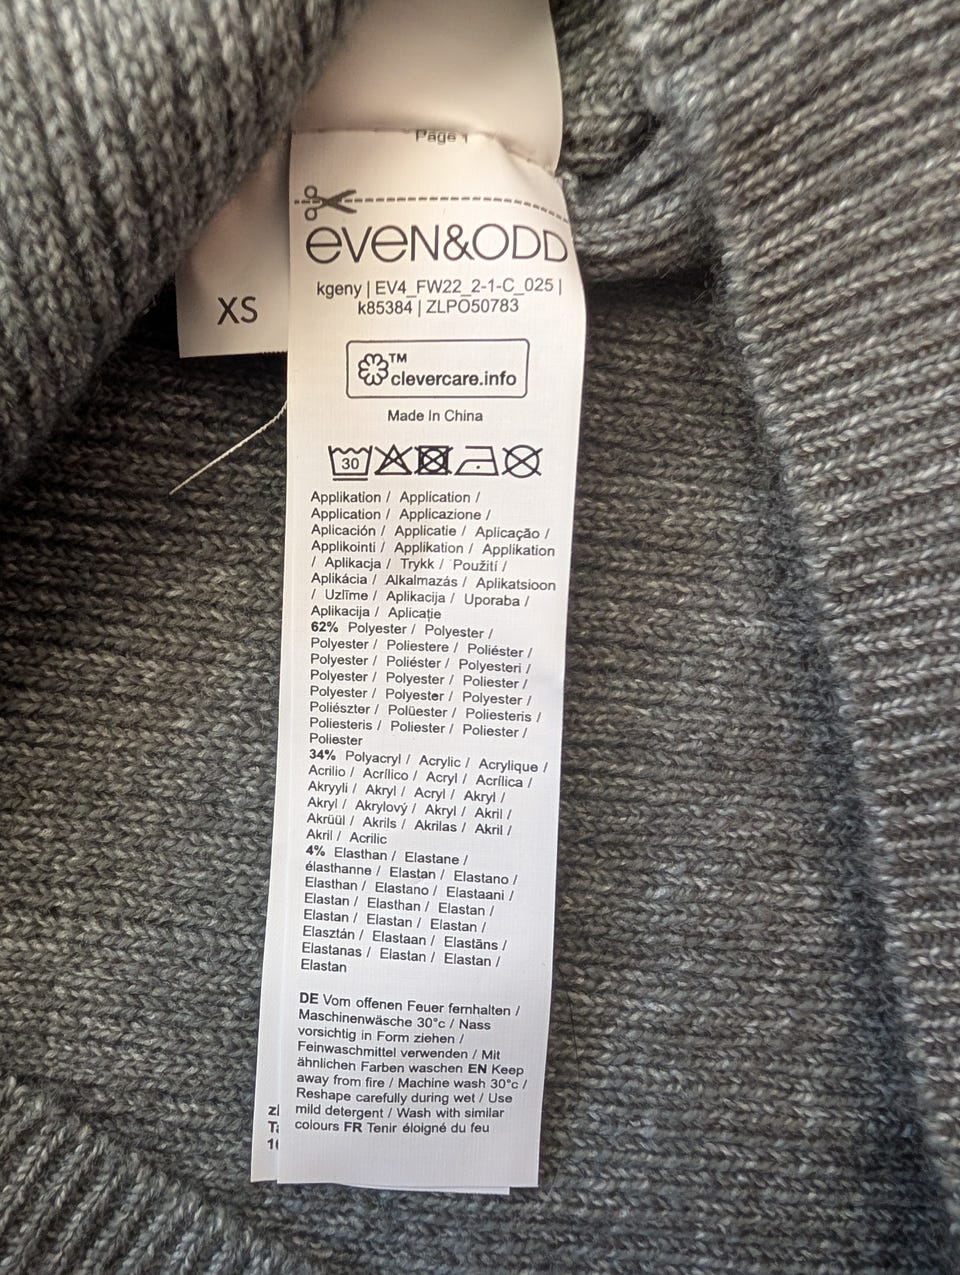 Page 1
EVEN&ODD
kgeny | EV4_FW22_2-1-C_025 |
k85384 | ZLPO50783
XS
TM
clevercare.info
Made In China
30
Applikation / Application /
Application / Applicazione /
Aplicación / Applicatie / Aplicação /
Applikointi / Applikation / Applikation
/ Aplikacja / Trykk / Použití /
Aplikácia / Alkalmazás / Aplikatsioon
/ Uzlīme / Aplikacija / Uporaba /
Aplikacija / Aplicație
62% Polyester / Polyester /
Polyester / Poliestere / Poliéster /
Polyester / Poliéster / Polyesteri /
Polyester / Polyester / Poliester /
Polyester / Polyester / Polyester /
Poliészter / Polüester / Poliesteris /
Poliesteris / Poliester / Poliester /
Poliester
34% Polyacryl / Acrylic / Acrylique /
Acrilio / Acrílico / Acryl / Acrílica /
Akryyli / Akryl / Acryl / Akryl /
Akryl / Akrylový / Akryl / Akril /
Akrüül / Akrils / Akrilas / Akril /
Akril / Acrilic
4% Elasthan / Elastane /
élasthanne / Elastan / Elastano /
Elasthan / Elastano / Elastaani /
Elastan / Elasthan / Elastan /
Elastan / Elastan / Elastan /
Elasztán / Elastaan / Elastāns /
Elastanas / Elastan / Elastan /
Elastan
DE Vom offenen Feuer fernhalten /
Maschinenwäsche 30°c / Nass
vorsichtig in Form ziehen /
Feinwaschmittel verwenden / Mit
ähnlichen Farben waschen EN Keep
away from fire / Machine wash 30°c /
Reshape carefully during wet / Use
mild detergent / Wash with similar
colours FR Tenir éloigné du feu